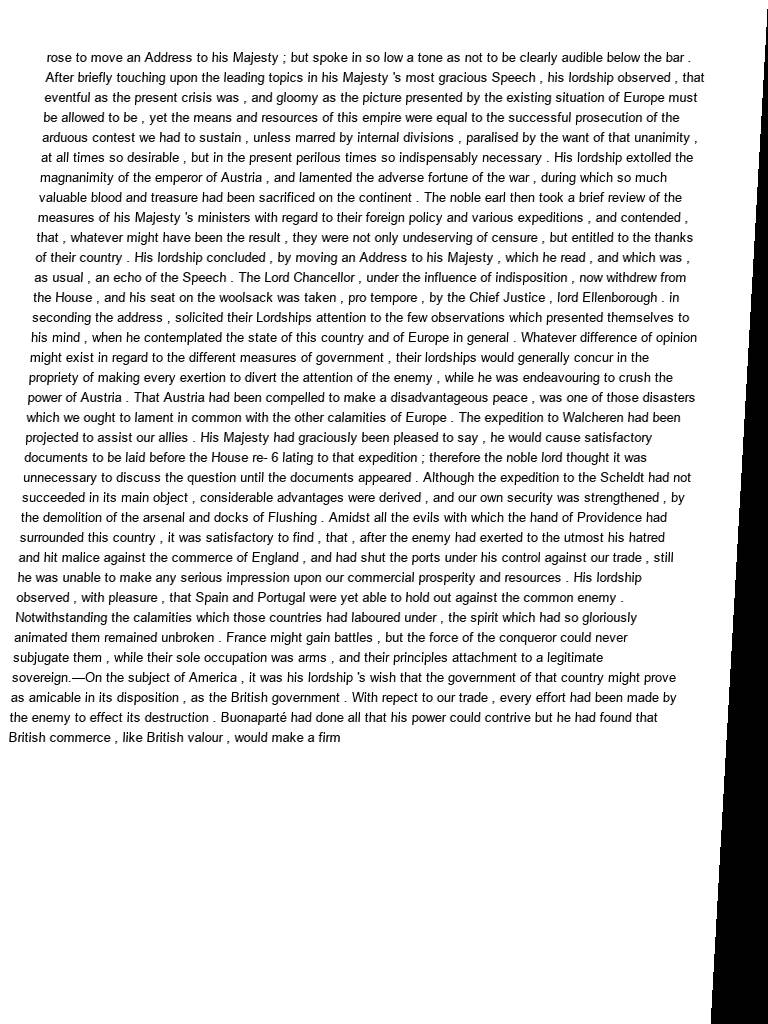 rose to move an Address to his Majesty ; but spoke in so low a tone as not to be clearly audible below the bar .
After briefly touching upon the leading topics in his Majesty 's most gracious Speech , his lordship observed , that
eventful as the present crisis was , and gloomy as the picture presented by the existing situation of Europe must
be allowed to be , yet the means and resources of this empire were equal to the successful prosecution of the
arduous contest we had to sustain , unless marred by internal divisions , paralised by the want of that unanimity ,
at all times so desirable , but in the present perilous times so indispensably necessary . His lordship extolled the
magnanimity of the emperor of Austria , and lamented the adverse fortune of the war , during which so much
valuable blood and treasure had been sacrificed on the continent . The noble earl then took a brief review of the
measures of his Majesty 's ministers with regard to their foreign policy and various expeditions , and contended ,
that , whatever might have been the result , they were not only undeserving of censure , but entitled to the thanks
of their country . His lordship concluded , by moving an Address to his Majesty , which he read , and which was ,
as usual , an echo of the Speech . The Lord Chancellor , under the influence of indisposition , now withdrew from
the House , and his seat on the woolsack was taken , pro tempore , by the Chief Justice , lord Ellenborough . in
seconding the address , solicited their Lordships attention to the few observations which presented themselves to
his mind , when he contemplated the state of this country and of Europe in general . Whatever difference of opinion
might exist in regard to the different measures of government , their lordships would generally concur in the
propriety of making every exertion to divert the attention of the enemy , while he was endeavouring to crush the
power of Austria . That Austria had been compelled to make a disadvantageous peace , was one of those disasters
which we ought to lament in common with the other calamities of Europe . The expedition to Walcheren had been
projected to assist our allies . His Majesty had graciously been pleased to say , he would cause satisfactory
documents to be laid before the House re- 6 lating to that expedition ; therefore the noble lord thought it was
unnecessary to discuss the question until the documents appeared . Although the expedition to the Scheldt had not
succeeded in its main object , considerable advantages were derived , and our own security was strengthened , by
the demolition of the arsenal and docks of Flushing . Amidst all the evils with which the hand of Providence had
surrounded this country , it was satisfactory to find , that , after the enemy had exerted to the utmost his hatred
and hit malice against the commerce of England , and had shut the ports under his control against our trade , still
he was unable to make any serious impression upon our commercial prosperity and resources . His lordship
observed , with pleasure , that Spain and Portugal were yet able to hold out against the common enemy .
Notwithstanding the calamities which those countries had laboured under , the spirit which had so gloriously
animated them remained unbroken . France might gain battles , but the force of the conqueror could never
subjugate them , while their sole occupation was arms , and their principles attachment to a legitimate
sovereign.—On the subject of America , it was his lordship 's wish that the government of that country might prove
as amicable in its disposition , as the British government . With repect to our trade , every effort had been made by
the enemy to effect its destruction . Buonaparté had done all that his power could contrive but he had found that
British commerce , like British valour , would make a firm